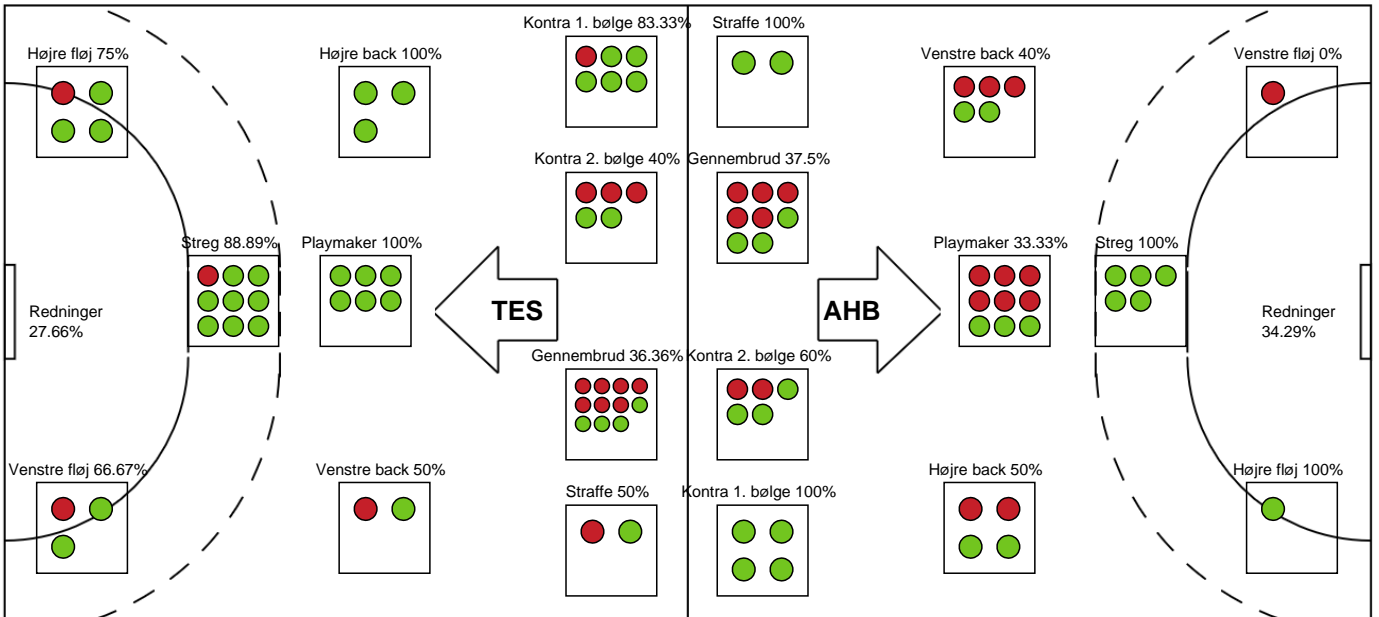 Kontra 1. bølge 83.33%
Straffe 100%
Højre fløj 75%
Højre back 100%
Venstre back 40%
Venstre fløj 0%
Kontra 2. bølge 40%
Gennembrud 37.5%
Streg 88.89%
Playmaker 100%
Playmaker 33.33%
Streg 100%
Redninger
27.66%
TES
AHB
Redninger
34.29%
Gennembrud 36.36%
Kontra 2. bølge 60%
Venstre fløj 66.67%
Venstre back 50%
Højre back 50%
Højre fløj 100%
Straffe 50%
Kontra 1. bølge 100%